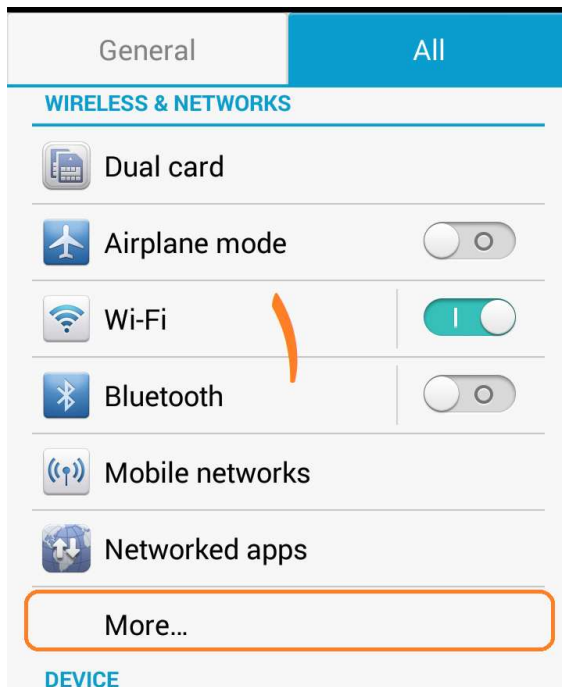 General
All
WIRELESS & NETWORKS
Dual card
Airplane mode
Wi-Fi
Bluetooth
Mobile networks
Networked apps
More...
DEVICE